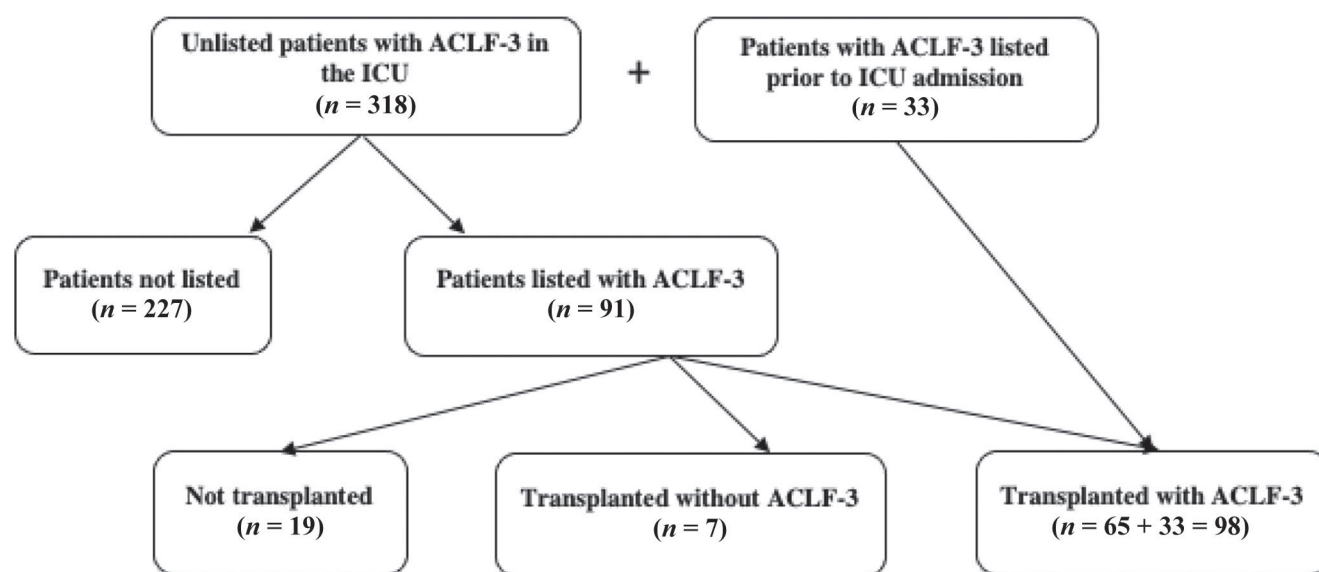 Unlisted patients with ACLF-3 in
the ICU
(n = 318)
+
Patients with ACLF-3 listed
prior to ICU admission
(n = 33)
Patients not listed
(n = 227)
Patients listed with ACLF-3
(n = 91)
Not transplanted
(n = 19)
Transplanted without ACLF-3
(n = 7)
Transplanted with ACLF-3
(n = 65 + 33 = 98)